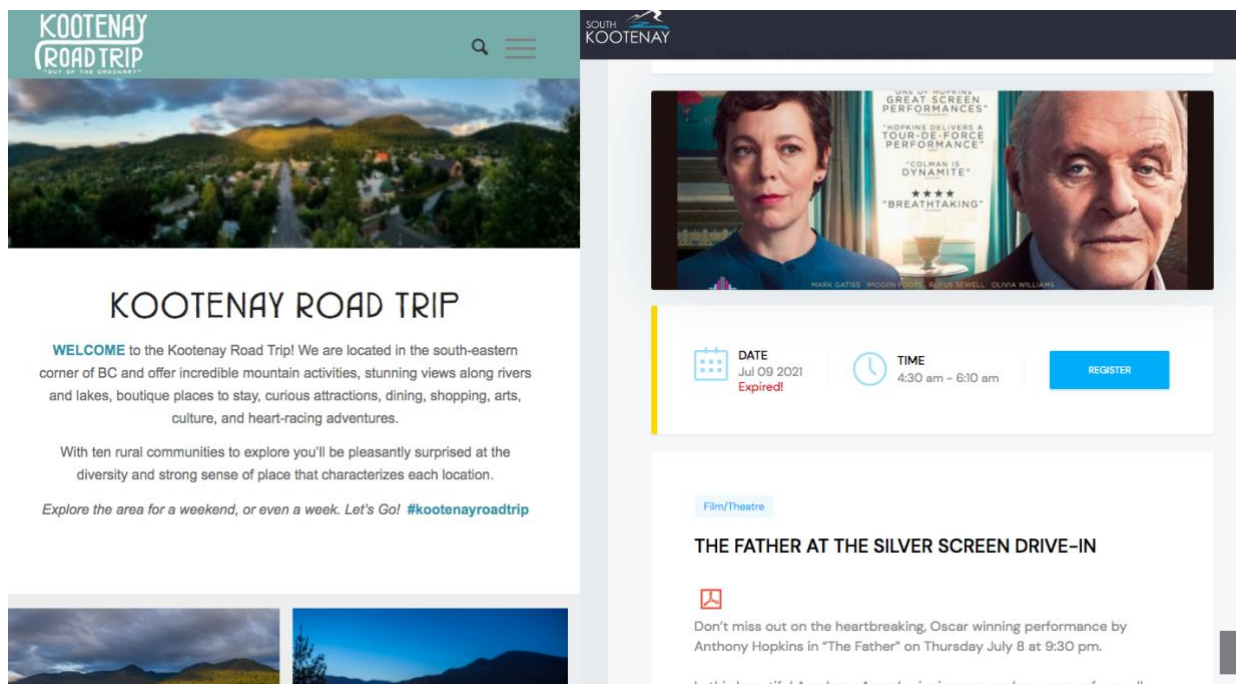 KOOTENAY
ROAD TRIP
"OUT OF THE ORDINARY"
KOOTENAY ROAD TRIP
WELCOME to the Kootenay Road Trip! We are located in the south-eastern
corner of BC and offer incredible mountain activities, stunning views along rivers
and lakes, boutique places to stay, curious attractions, dining, shopping, arts,
culture, and heart-racing adventures.
With ten rural communities to explore you'll be pleasantly surprised at the
diversity and strong sense of place that characterizes each location.
Explore the area for a weekend, or even a week. Let's Go! #kootenayroadtrip
SOUTH
KOOTENAY
ONE OF HOPKINS
GREAT SCREEN
PERFORMANCES"
"HOPKINS DELIVERS A
TOUR-DE-FORCE
PERFORMANCE"
"COLMAN IS
DYNAMITE"
★★★★
"BREATHTAKING"
MARK GATISS IMOGEN POOTS RUFUS SEWELL OLIVIA WILLIAMS
DATE
Jul 09 2021
Expired!
TIME
4:30 am - 6:10 am
REGISTER
Film/Theatre
THE FATHER AT THE SILVER SCREEN DRIVE-IN
Don't miss out on the heartbreaking, Oscar winning performance by
Anthony Hopkins in "The Father" on Thursday July 8 at 9:30 pm.